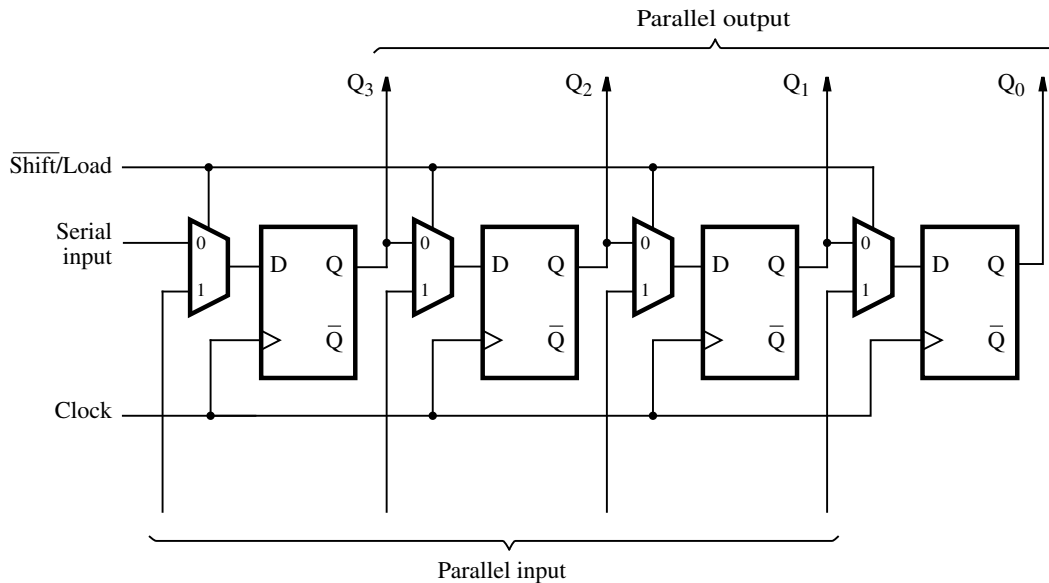 Parallel output
Q3 Q2 Q1 Q0
S̅h̅i̅f̅t̅/Load
Serial
input
0 0 0 0
D Q D Q D Q D Q
1 1 1 1
Q̅ Q̅ Q̅ Q̅
Clock
Parallel input